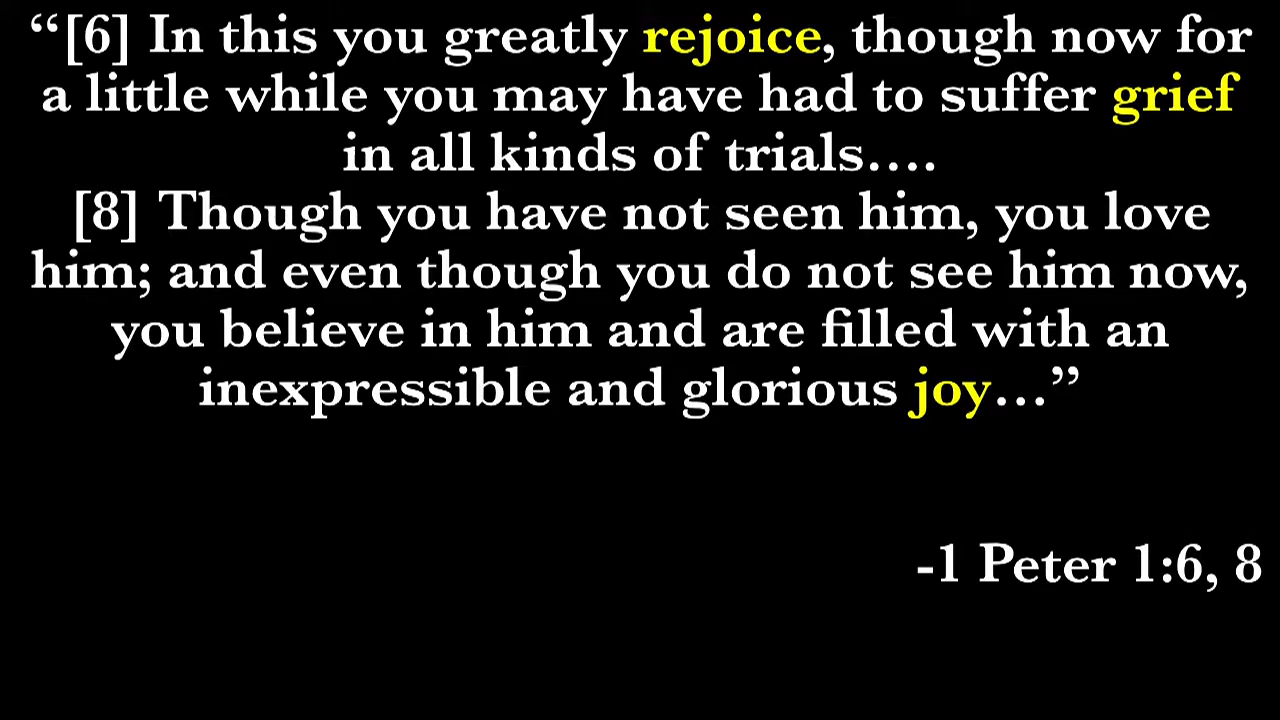 “[6] In this you greatly rejoice, though now for
a little while you may have had to suffer grief
in all kinds of trials….
[8] Though you have not seen him, you love
him; and even though you do not see him now,
you believe in him and are filled with an
inexpressible and glorious joy…”
-1 Peter 1:6, 8